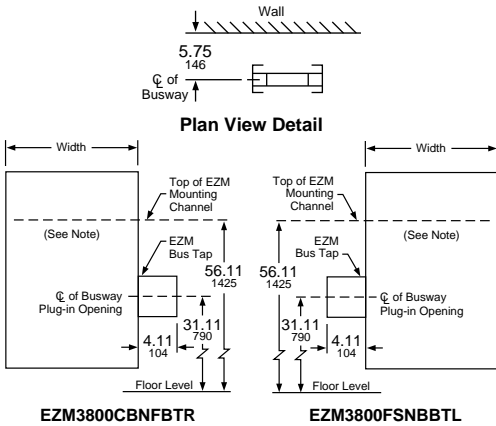 Wall
5.75
146
℄ of
Busway
Plan View Detail
Width
Top of EZM
Mounting
Channel
(See Note)
EZM
Bus Tap
56.11
1425
℄ of Busway
Plug-in Opening
31.11
790
4.11
104
Floor Level
EZM3800CBNFBTR
Width
Top of EZM
Mounting
Channel
(See Note)
EZM
Bus Tap
56.11
1425
℄ of Busway
Plug-in Opening
31.11
790
4.11
104
Floor Level
EZM3800FSNBBTL